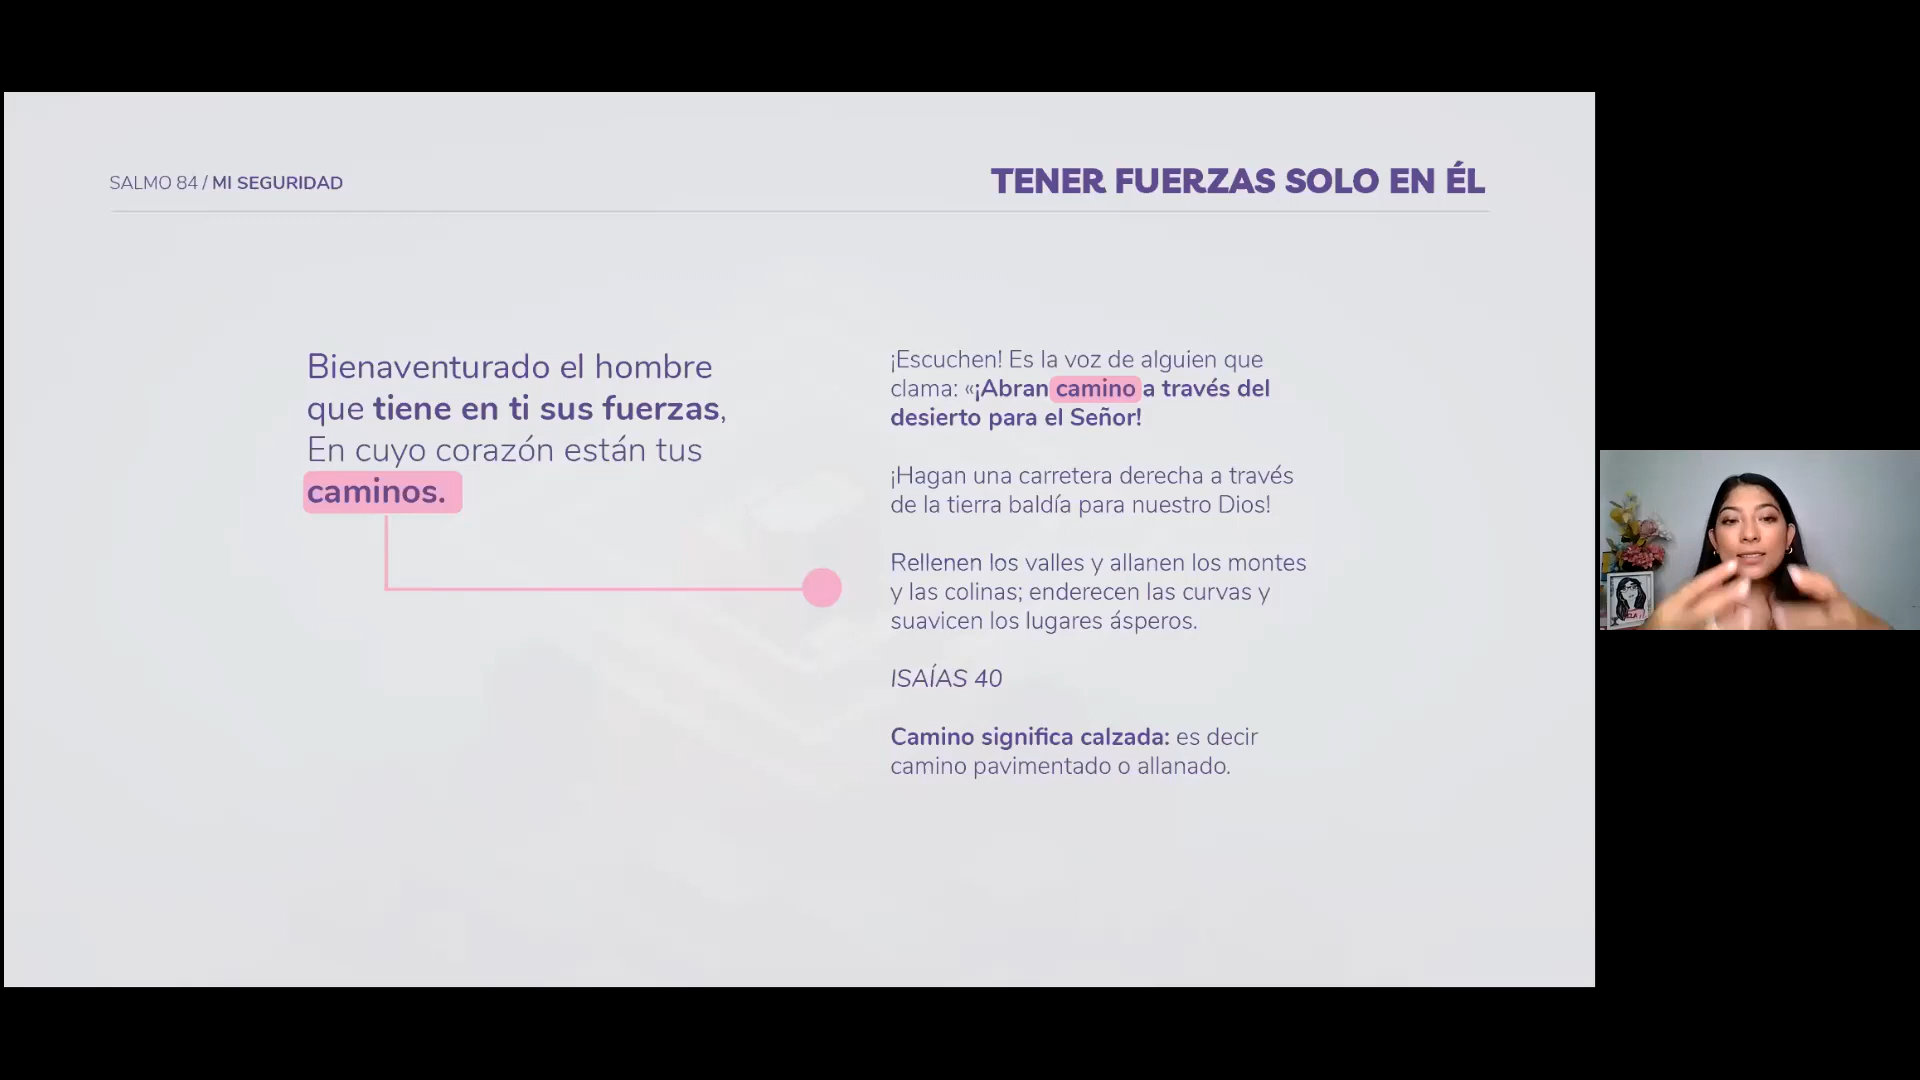 SALMO 84 / MI SEGURIDAD
TENER FUERZAS SOLO EN ÉL
Bienaventurado el hombre
que tiene en ti sus fuerzas,
En cuyo corazón están tus
caminos.
¡Escuchen! Es la voz de alguien que
clama: «¡Abran camino a través del
desierto para el Señor!
¡Hagan una carretera derecha a través
de la tierra baldía para nuestro Dios!
Rellenen los valles y allanen los montes
y las colinas; enderecen las curvas y
suavicen los lugares ásperos.
ISAÍAS 40
Camino significa calzada: es decir
camino pavimentado o allanado.